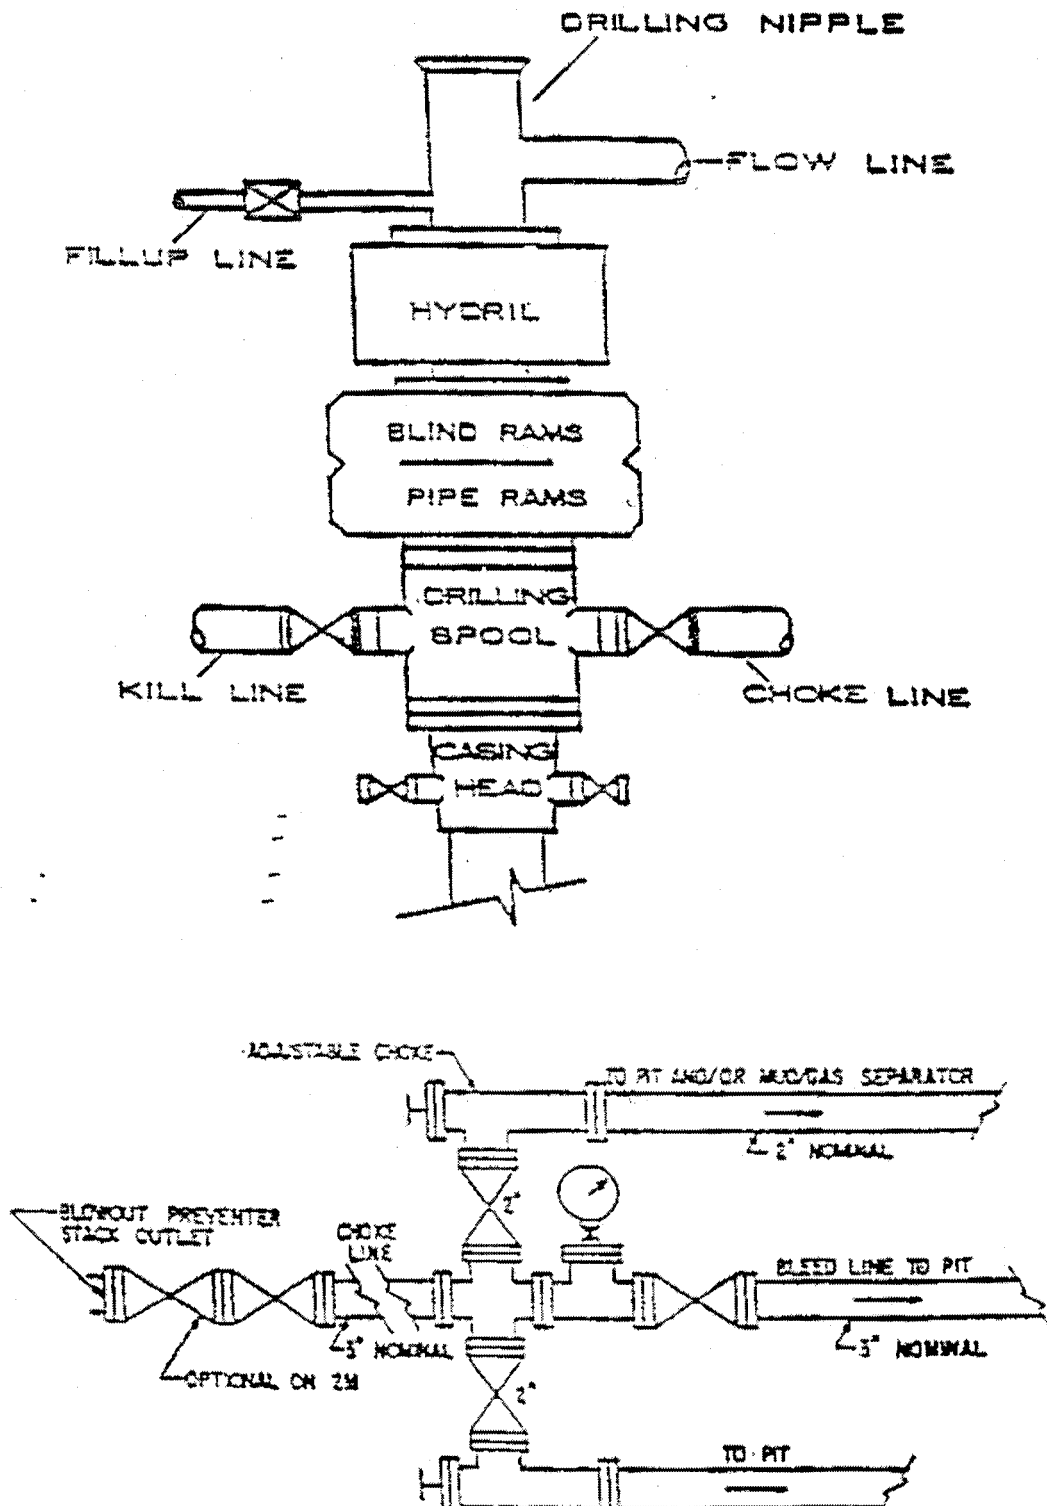 DRILLING NIPPLE
FLOW LINE
FILLUP LINE
HYDRIL
BLIND RAMS
PIPE RAMS
DRILLING
SPOOL
KILL LINE
CHOKE LINE
CASING
HEAD
ADJUSTABLE CHOKE
TO PIT AND/OR MUD/GAS SEPARATOR
2" NOMINAL
2"
BLOWOUT PREVENTER
STACK OUTLET
CHOKE
LINE
BLEED LINE TO PIT
3" NOMINAL
3" NOMINAL
OPTIONAL ON 2M
2"
TO PIT